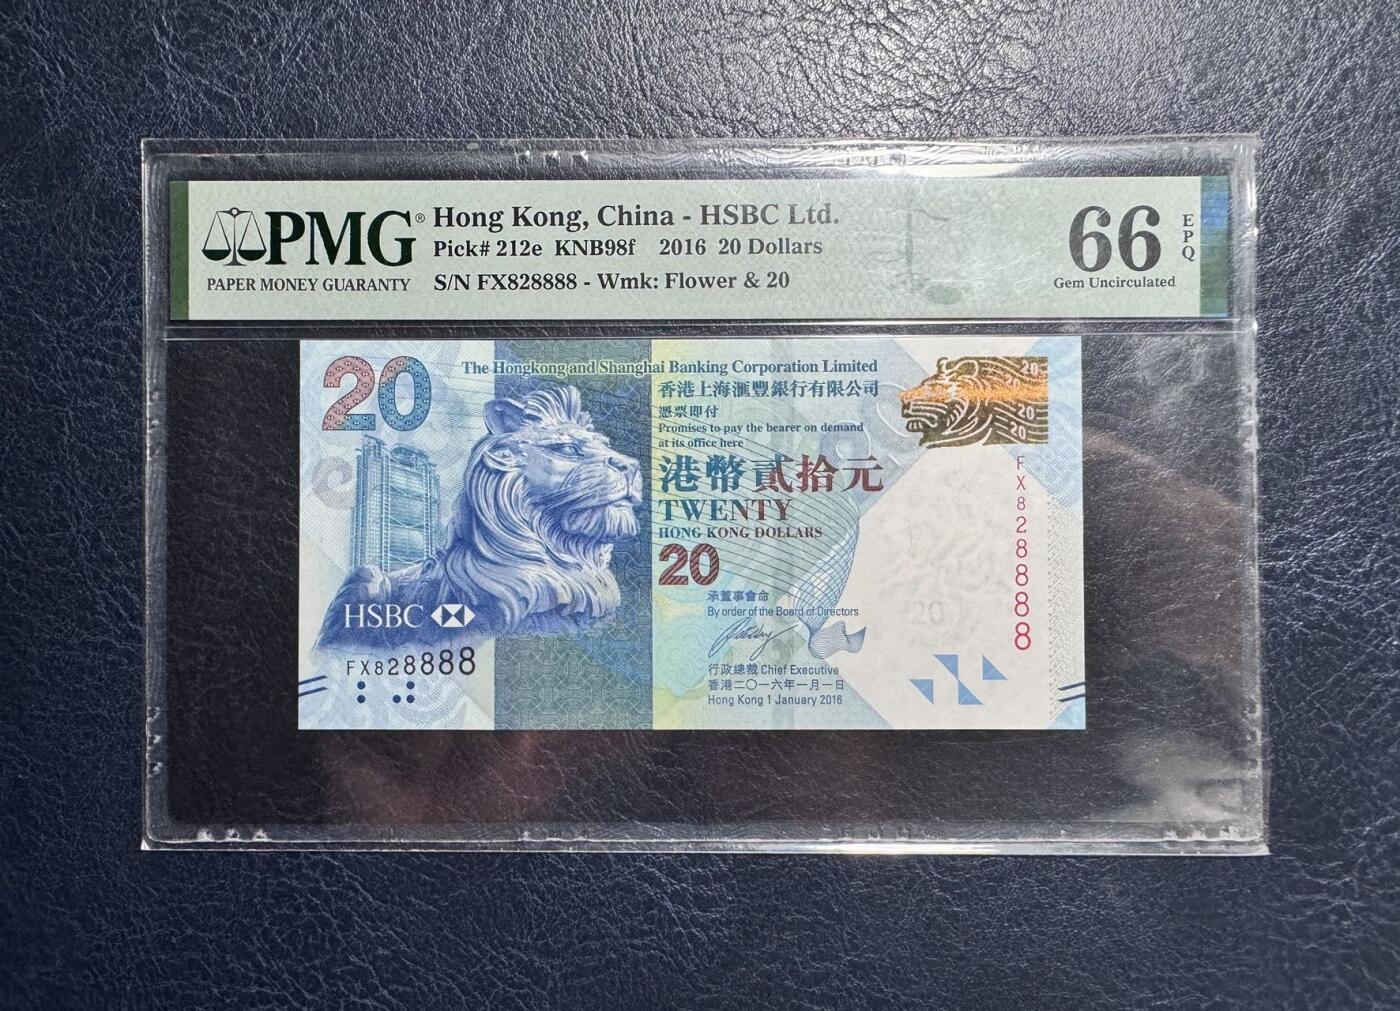 PMG®
PAPER MONEY GUARANTY
Hong Kong, China - HSBC Ltd.
Pick# 212e KNB98f 2016 20 Dollars
S/N FX828888 - Wmk: Flower & 20
66
EPQ
Gem Uncirculated
20
The Hongkong and Shanghai Banking Corporation Limited
香港上海滙豐銀行有限公司
憑票即付
Promises to pay the bearer on demand
at its office here
港幣貳拾元
TWENTY
HONG KONG DOLLARS
20
承董事會命
By order of the Board of Directors
行政總裁 Chief Executive
香港二〇一六年一月一日
Hong Kong 1 January 2016
HSBC
FX828888
20
20
20
FX828888
20